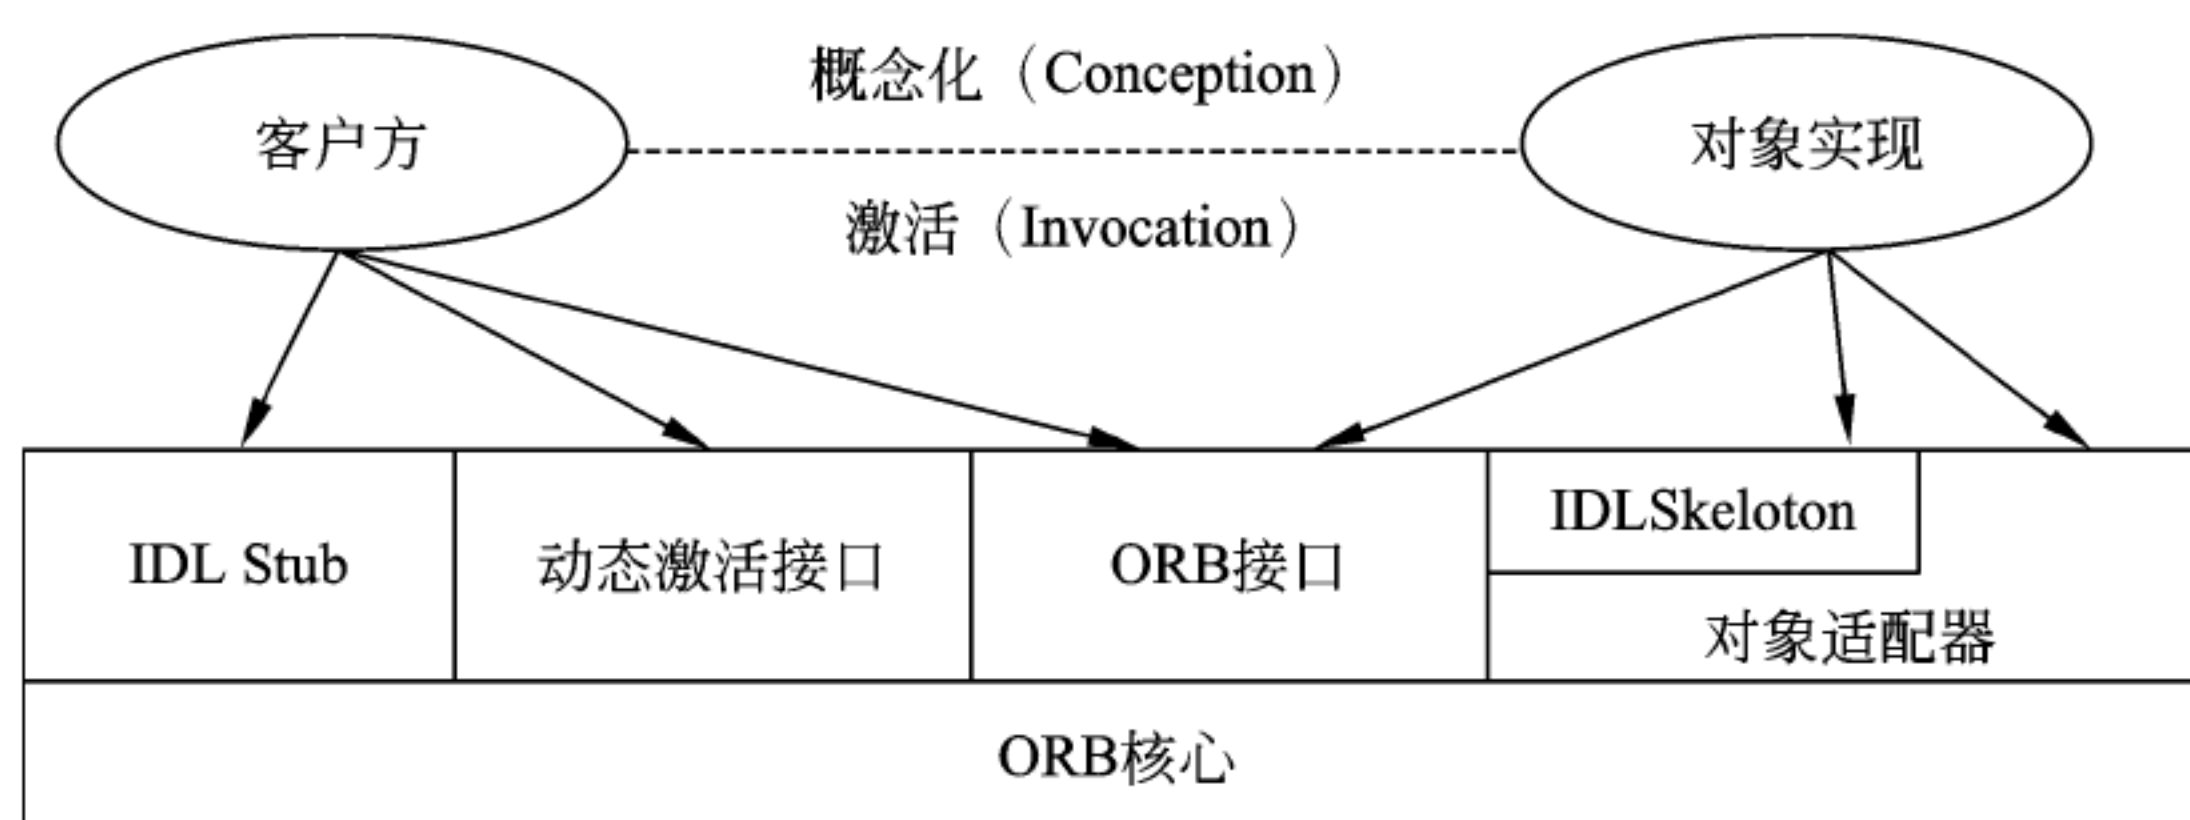 概念化（Conception）
客户方
对象实现
激活（Invocation）
IDL Stub
动态激活接口
ORB接口
IDLSkeloton
对象适配器
ORB核心